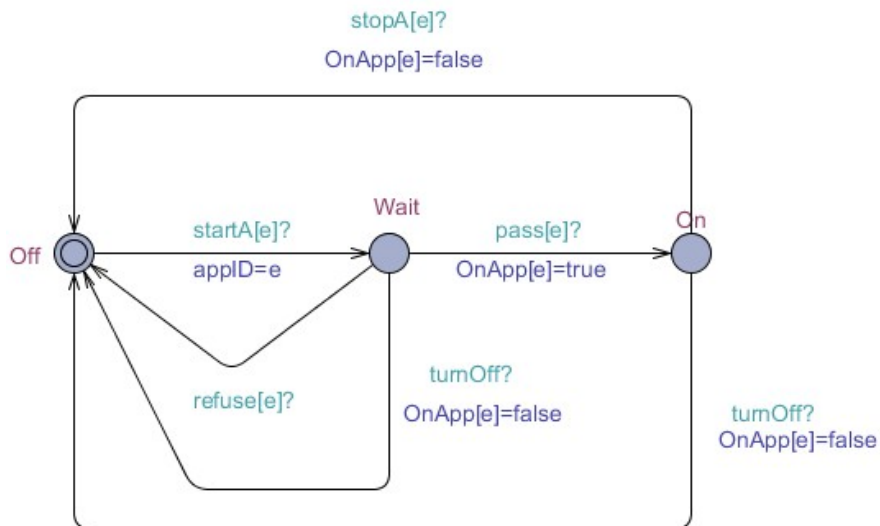 stopA[e]?
OnApp[e]=false
Wait
On
startA[e]?
pass[e]?
Off
appID=e
OnApp[e]=true
turnOff?
refuse[e]?
OnApp[e]=false
turnOff?
OnApp[e]=false